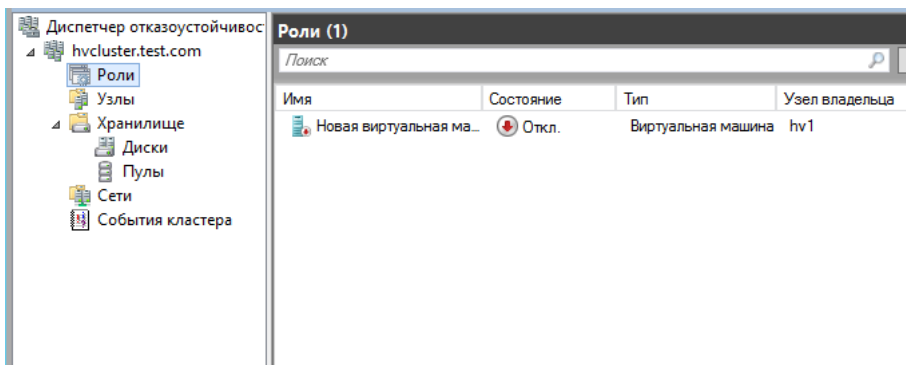 Диспетчер отказоустойчивос
hvcluster.test.com
Роли
Узлы
Хранилище
Диски
Пулы
Сети
События кластера
Роли (1)
Поиск
Имя Состояние Тип Узел владельца
Новая виртуальная ма... Откл. Виртуальная машина hv1